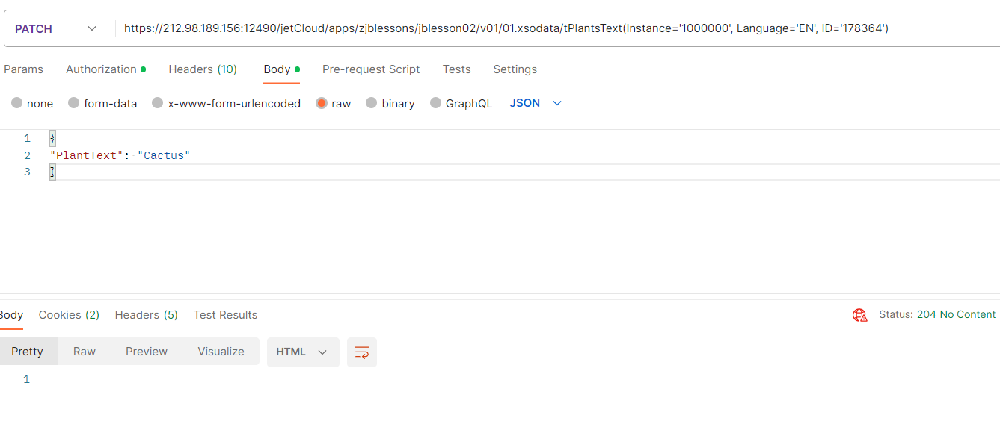 PATCH https://212.98.189.156:12490/jetCloud/apps/zjblessons/jblesson02/v01/01.xsodata/tPlantsText(Instance='1000000', Language='EN', ID='178364')
Params Authorization Headers (10) Body Pre-request Script Tests Settings
none form-data x-www-form-urlencoded raw binary GraphQL JSON
1 {
2 "PlantText": "Cactus"
3 }
Body Cookies (2) Headers (5) Test Results Status: 204 No Content
Pretty Raw Preview Visualize HTML
1